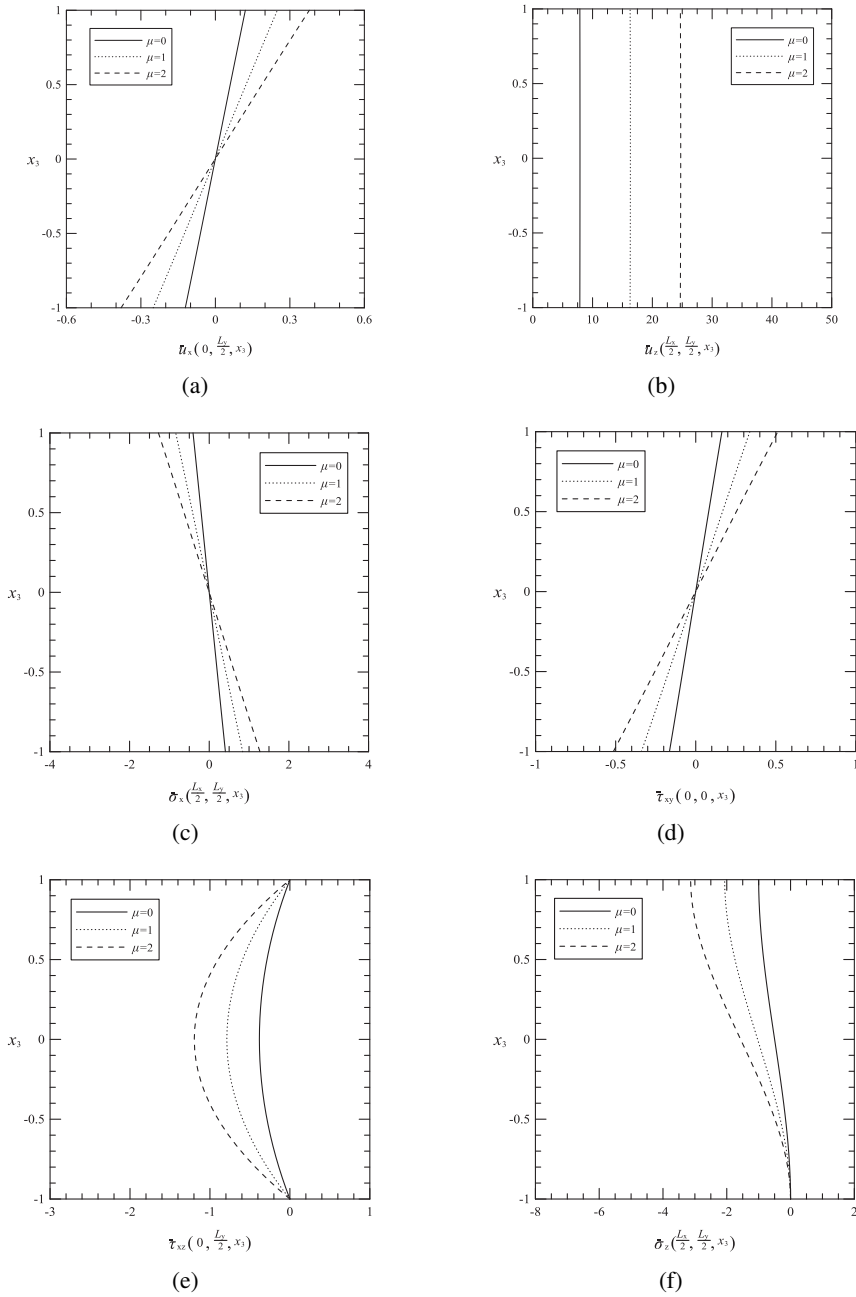 μ=0
μ=1
μ=2
1
0.5
0
-0.5
-1
x₃
-0.6 -0.3 0 0.3 0.6
ūₓ(0, Ly/2, x₃)
(a)
μ=0
μ=1
μ=2
1
0.5
0
-0.5
-1
x₃
0 10 20 30 40 50
ū_z(Lx/2, Ly/2, x₃)
(b)
μ=0
μ=1
μ=2
1
0.5
0
-0.5
-1
x₃
-4 -2 0 2 4
σ̄ₓ(Lx/2, Ly/2, x₃)
(c)
μ=0
μ=1
μ=2
1
0.5
0
-0.5
-1
x₃
-1 -0.5 0 0.5 1
τ̄xy(0, 0, x₃)
(d)
μ=0
μ=1
μ=2
1
0.5
0
-0.5
-1
x₃
-3 -2 -1 0 1
τ̄xz(0, Ly/2, x₃)
(e)
μ=0
μ=1
μ=2
1
0.5
0
-0.5
-1
x₃
-8 -6 -4 -2 0 2
σ̄_z(Lx/2, Ly/2, x₃)
(f)